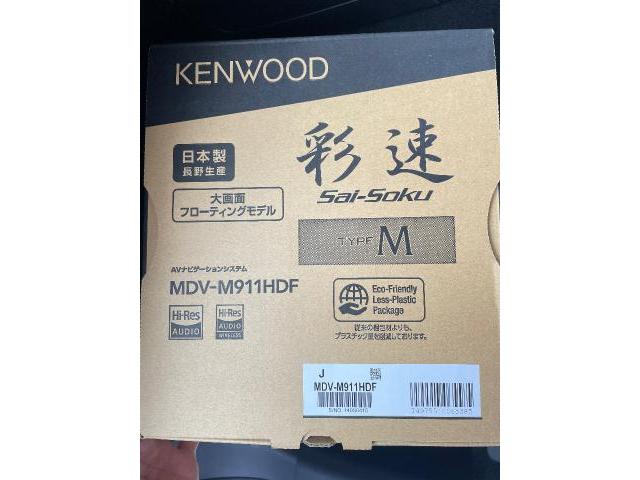 KENWOOD
日本製
長野生産
彩速
Sai-Soku
大画面
フローティングモデル
TYPE M
AVナビゲーションシステム
MDV-M911HDF
Hi-Res
AUDIO
Hi-Res
AUDIO
WIRELESS
Eco-Friendly
Less-Plastic
Package
従来の梱包材よりも、
プラスチック量を削減しております。
J
MDV-M911HDF
S/NO.